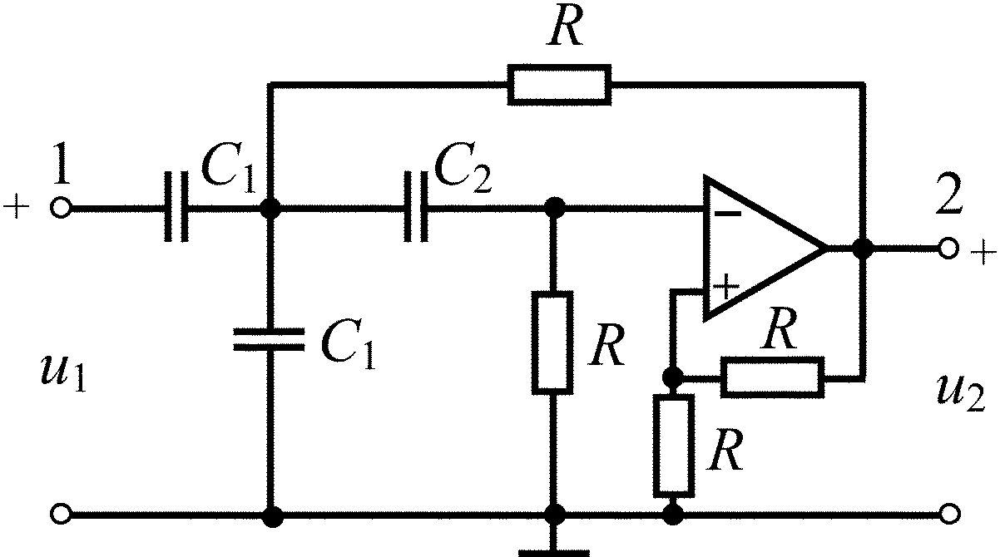 R
1
C₁
C₂
2
+
−
+
+
C₁
R
R
u₁
u₂
R